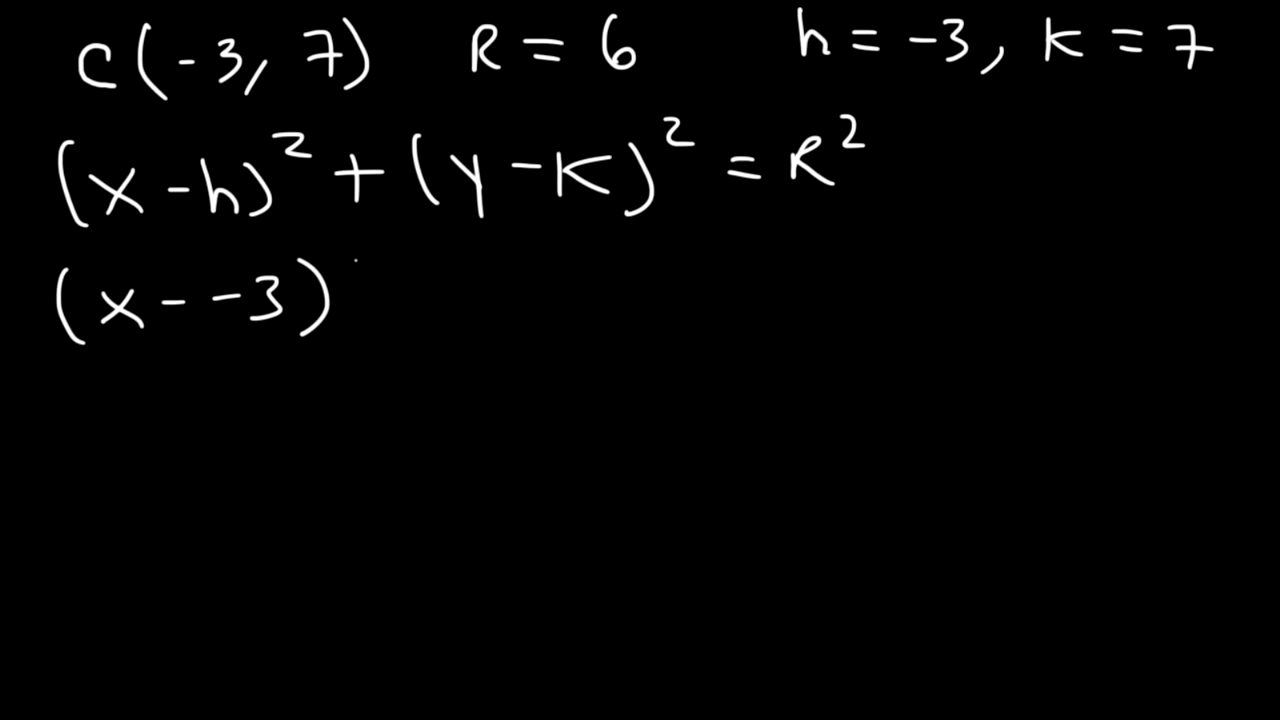 C(-3, 7) R = 6 h = -3, K = 7
(x - h)² + (y - K)² = R²
(x - -3)